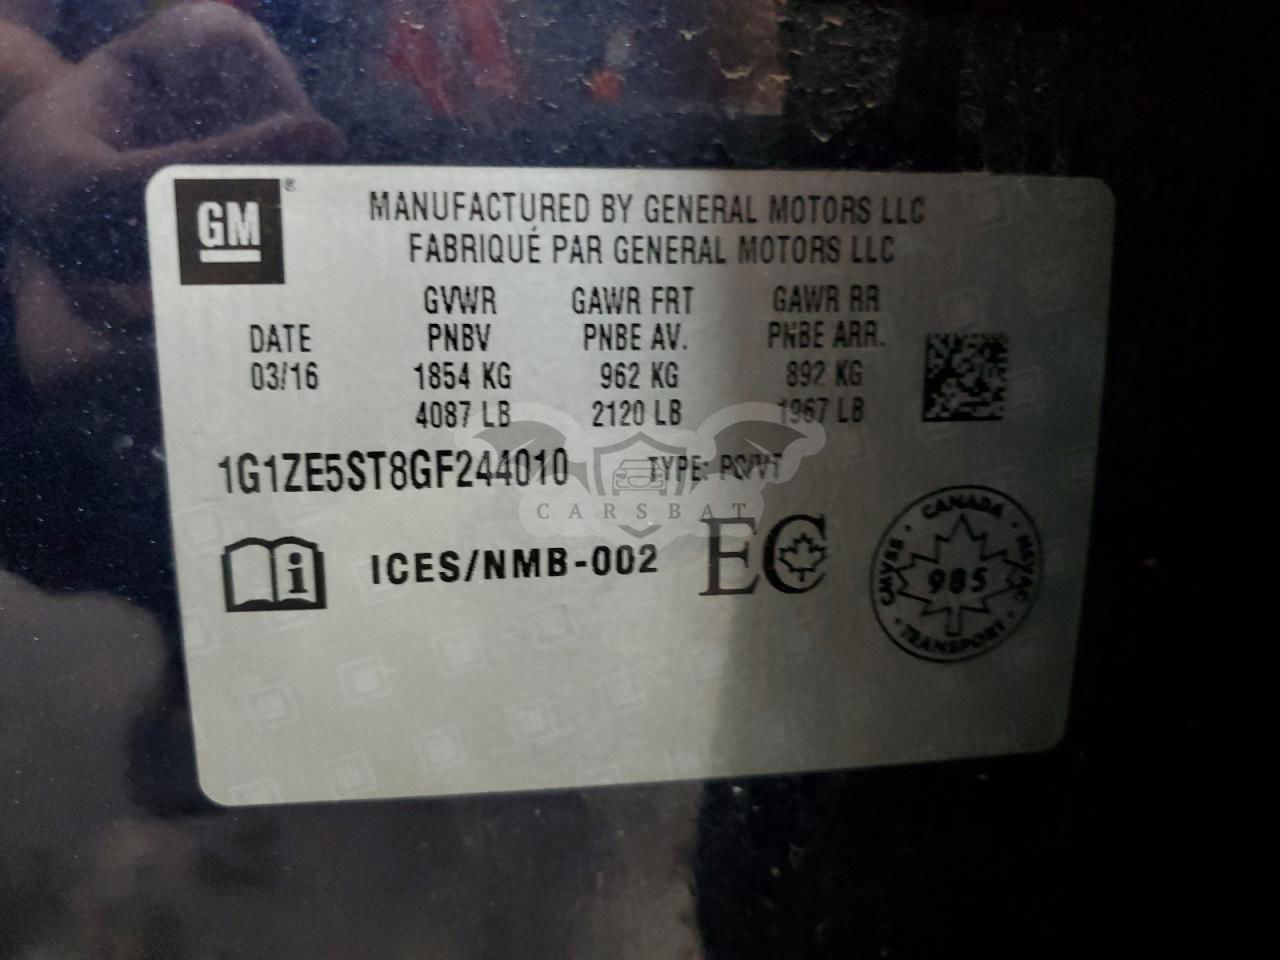 GM ®
MANUFACTURED BY GENERAL MOTORS LLC
FABRIQUÉ PAR GENERAL MOTORS LLC
GVWR GAWR FRT GAWR RR
DATE PNBV PNBE AV. PNBE ARR.
03/16 1854 KG 962 KG 892 KG
4087 LB 2120 LB 1967 LB
1G1ZE5ST8GF244010 TYPE: PC/VT
CARSBAT
i ICES/NMB-002 EC
CANADA
CMVSS 985 NSVAC
TRANSPORT